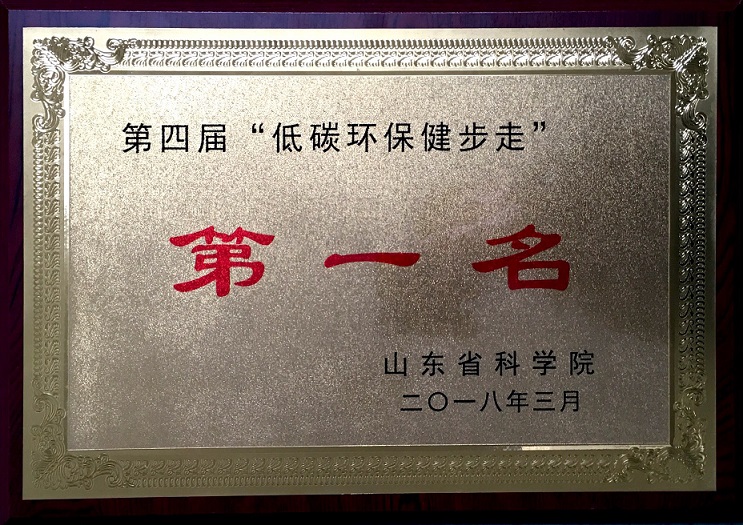 第四届“低碳环保健步走”
第一名
山东省科学院
二〇一八年三月